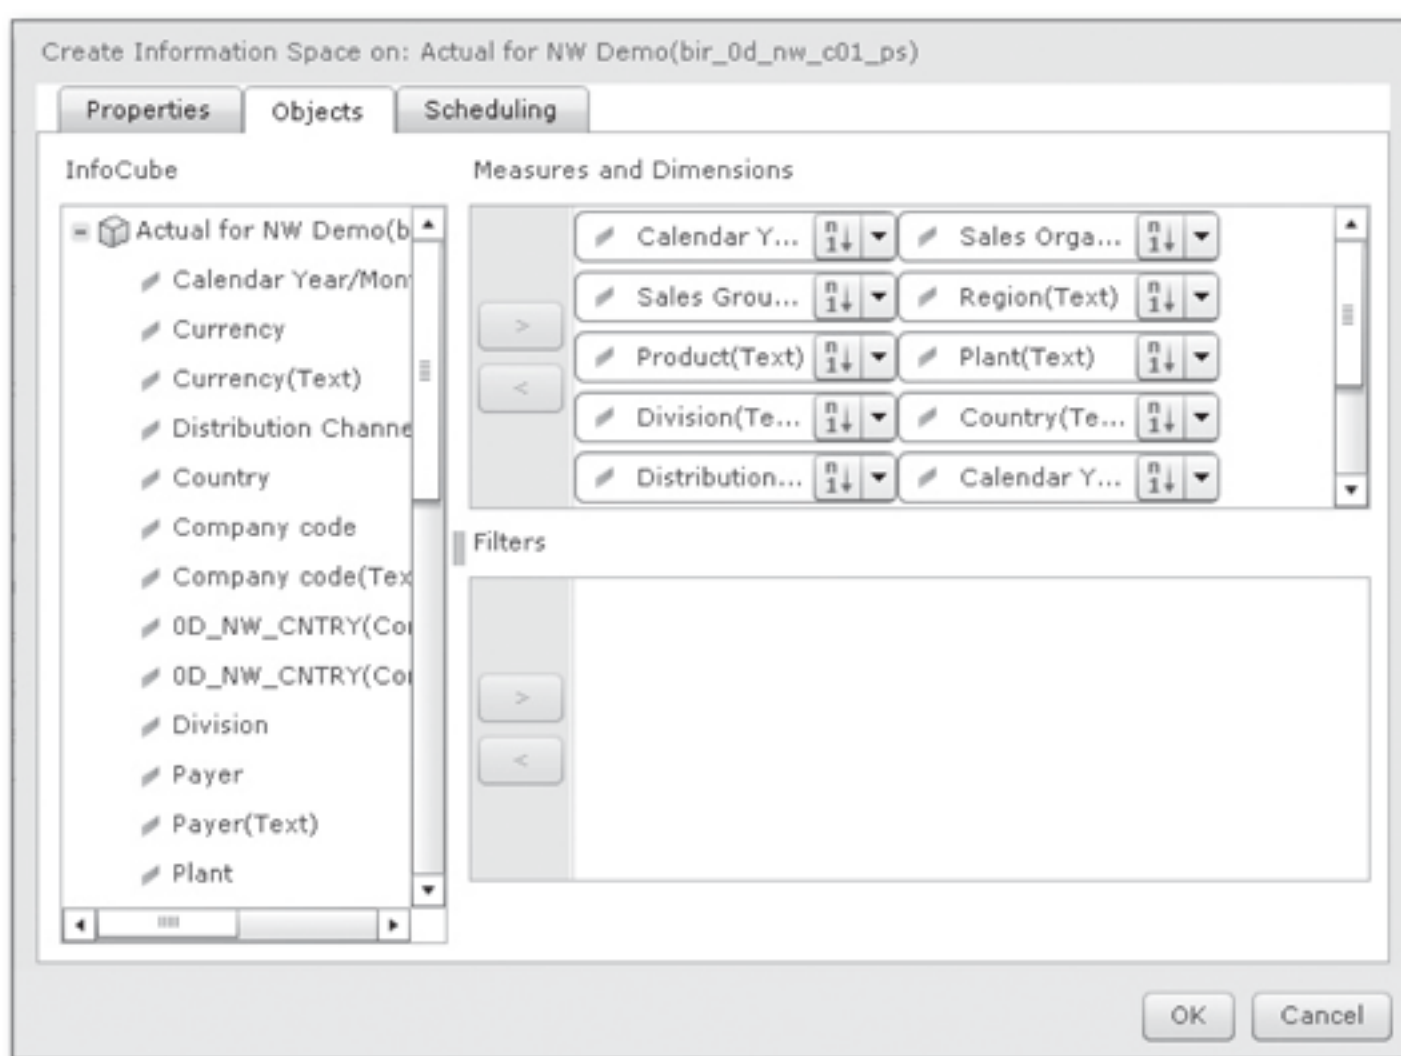 Create Information Space on: Actual for NW Demo(bir_0d_nw_c01_ps)
Properties
Objects
Scheduling
InfoCube
Actual for NW Demo(b
Calendar Year/Mon
Currency
Currency(Text)
Distribution Channe
Country
Company code
Company code(Tex
0D_NW_CNTRY(Cou
0D_NW_CNTRY(Cou
Division
Payer
Payer(Text)
Plant
Measures and Dimensions
Calendar Y... Sales Orga...
Sales Grou... Region(Text)
Product(Text) Plant(Text)
Division(Te... Country(Te...
Distribution... Calendar Y...
Filters
OK
Cancel